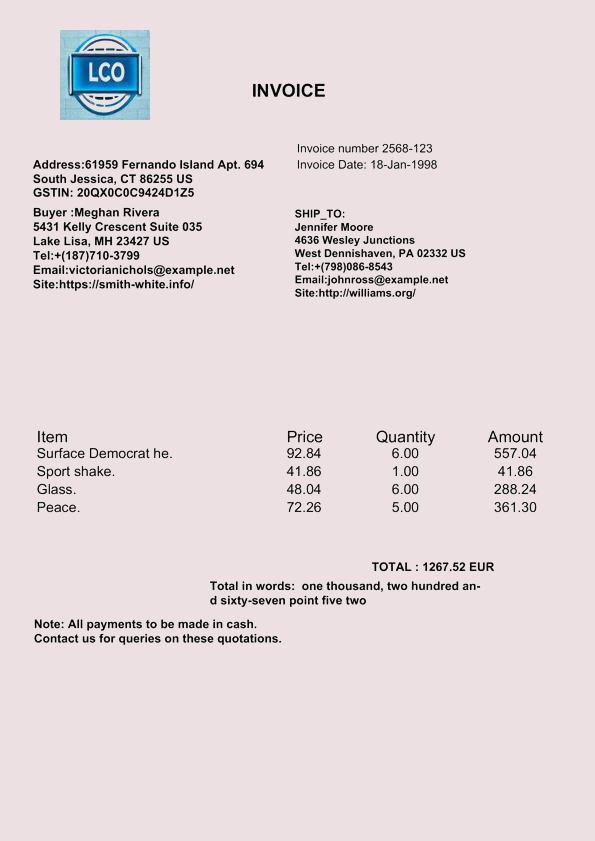 LCO
INVOICE
Invoice number 2568-123
Invoice Date: 18-Jan-1998
Address:61959 Fernando Island Apt. 694
South Jessica, CT 86255 US
GSTIN: 20QX0C0C9424D1Z5
Buyer :Meghan Rivera
5431 Kelly Crescent Suite 035
Lake Lisa, MH 23427 US
Tel:+(187)710-3799
Email:victorianichols@example.net
Site:https://smith-white.info/
SHIP_TO:
Jennifer Moore
4636 Wesley Junctions
West Dennishaven, PA 02332 US
Tel:+(798)086-8543
Email:johnross@example.net
Site:http://williams.org/
Item Price Quantity Amount
Surface Democrat he. 92.84 6.00 557.04
Sport shake. 41.86 1.00 41.86
Glass. 48.04 6.00 288.24
Peace. 72.26 5.00 361.30
TOTAL : 1267.52 EUR
Total in words:  one thousand, two hundred an-
d sixty-seven point five two
Note: All payments to be made in cash.
Contact us for queries on these quotations.